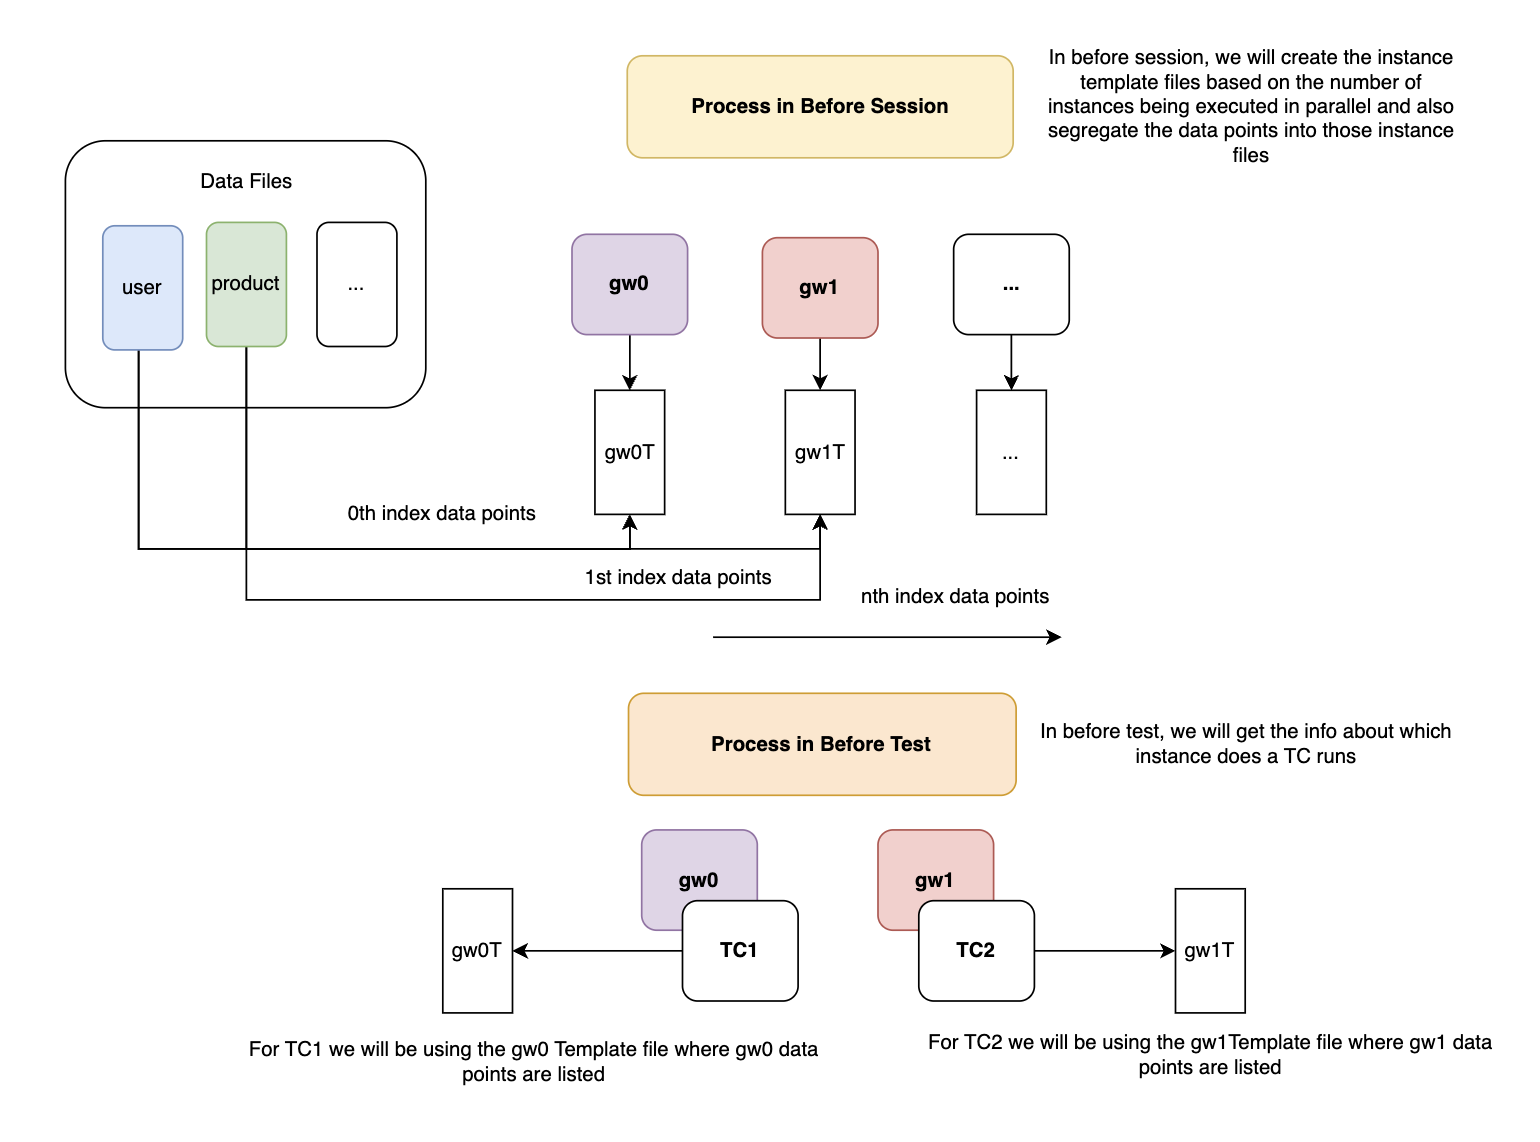 Process in Before Session
In before session, we will create the instance
template files based on the number of
instances being executed in parallel and also
segregate the data points into those instance
files
Data Files
user
product
...
gw0
gw1
...
gw0T
gw1T
...
0th index data points
1st index data points
nth index data points
Process in Before Test
In before test, we will get the info about which
instance does a TC runs
gw0
gw1
gw0T
TC1
TC2
gw1T
For TC1 we will be using the gw0 Template file where gw0 data
points are listed
For TC2 we will be using the gw1Template file where gw1 data
points are listed